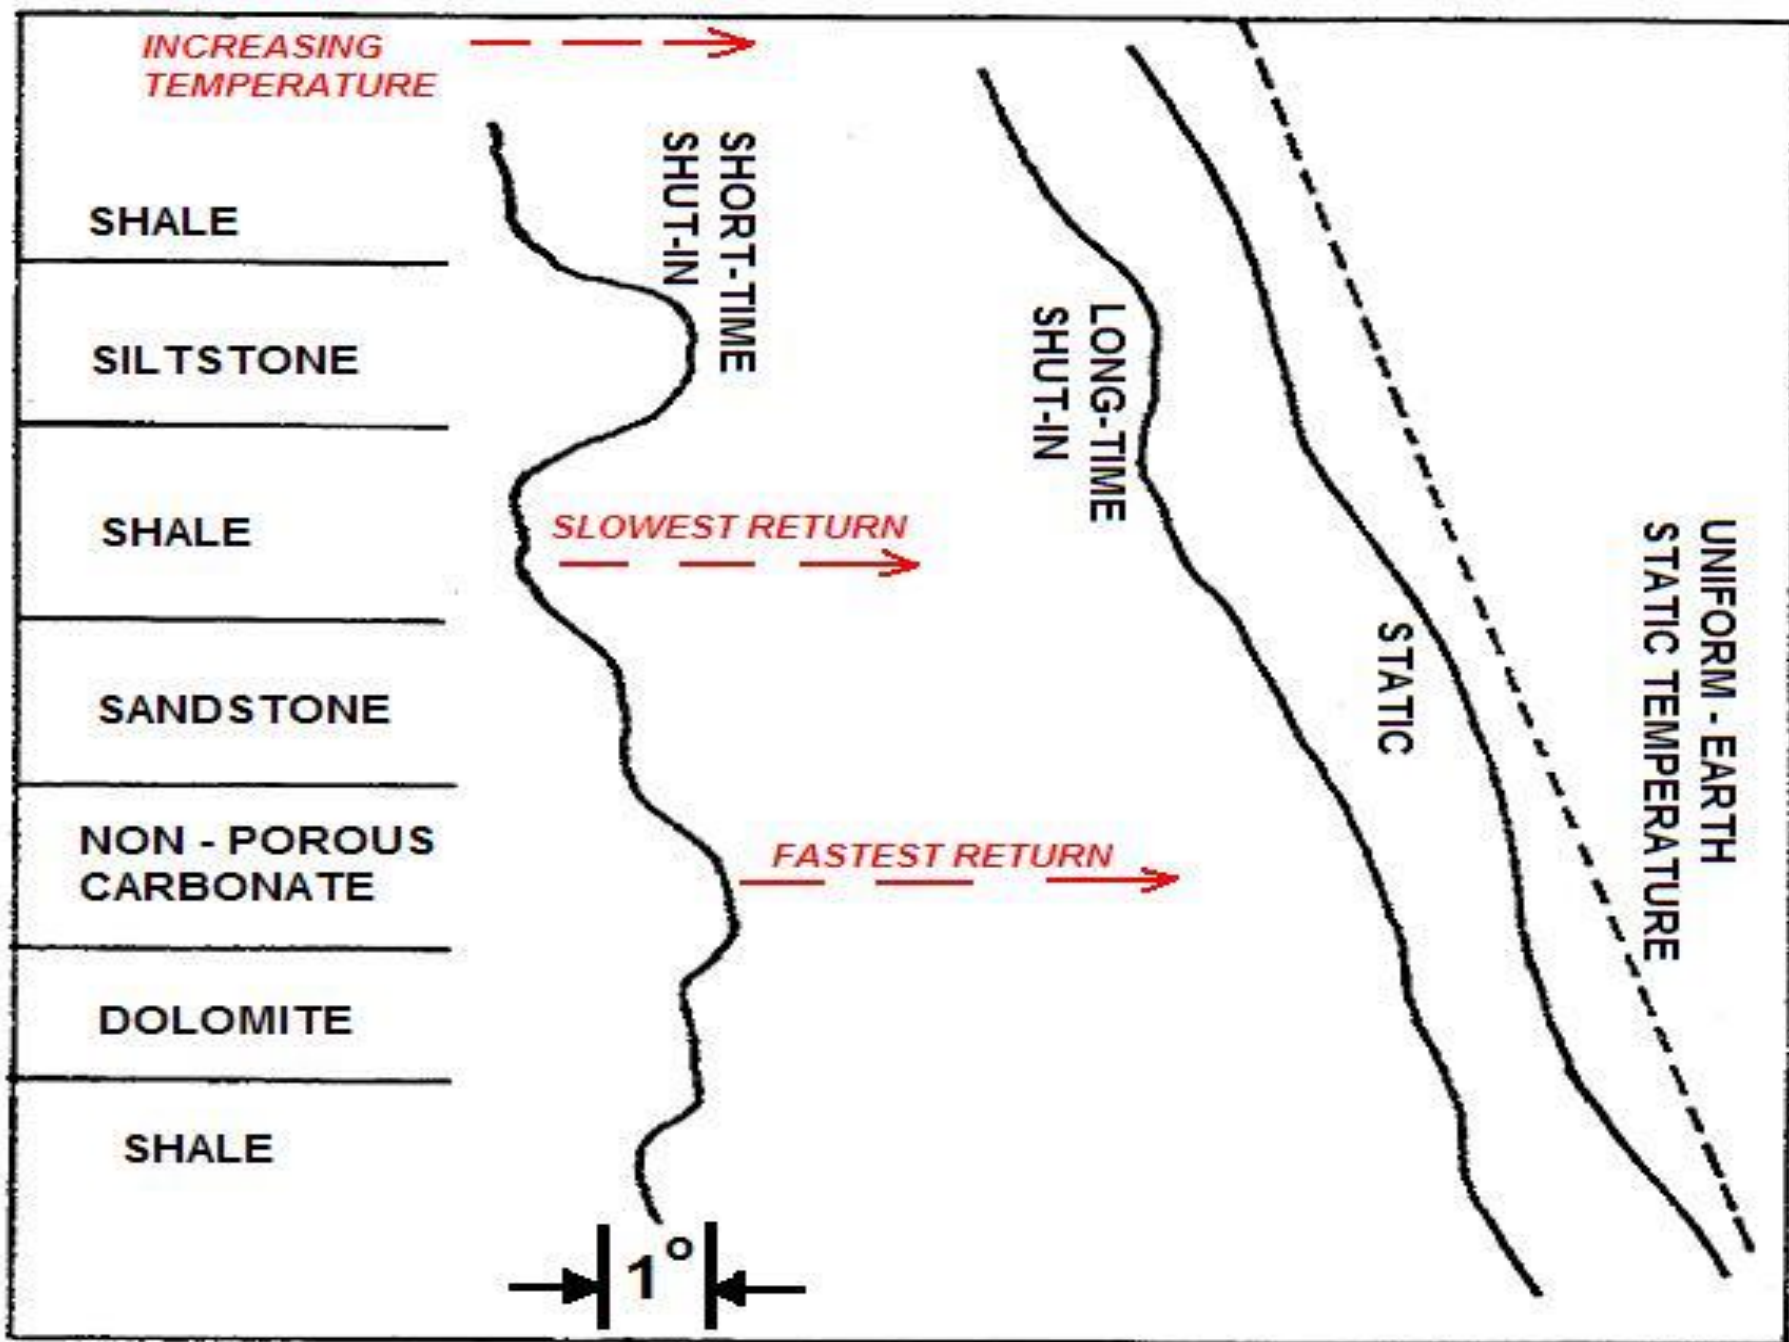 INCREASING
TEMPERATURE
SHORT-TIME
SHUT-IN
LONG-TIME
SHUT-IN
STATIC
UNIFORM - EARTH
STATIC TEMPERATURE
SHALE
SILTSTONE
SHALE
SLOWEST RETURN
SANDSTONE
NON - POROUS
CARBONATE
FASTEST RETURN
DOLOMITE
SHALE
1°